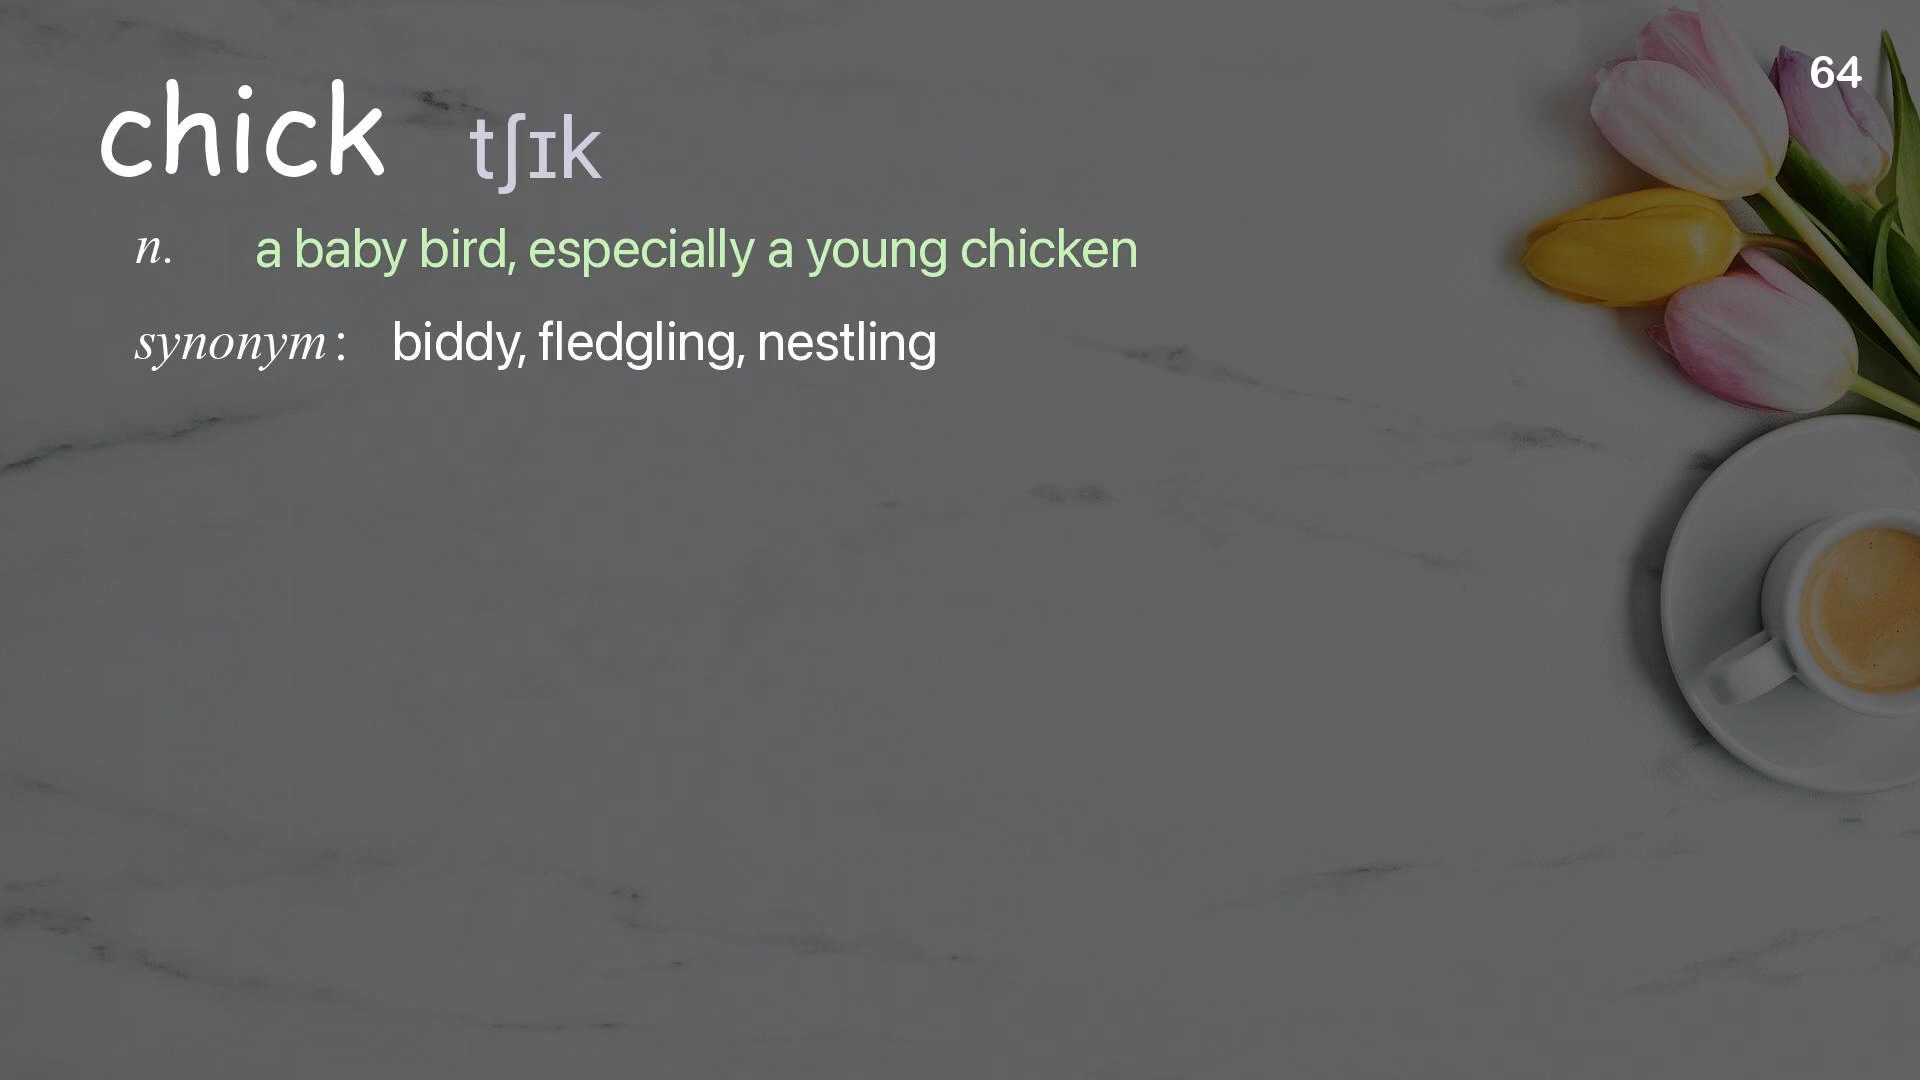 64
chick tʃɪk
n. a baby bird, especially a young chicken
synonym : biddy, fledgling, nestling